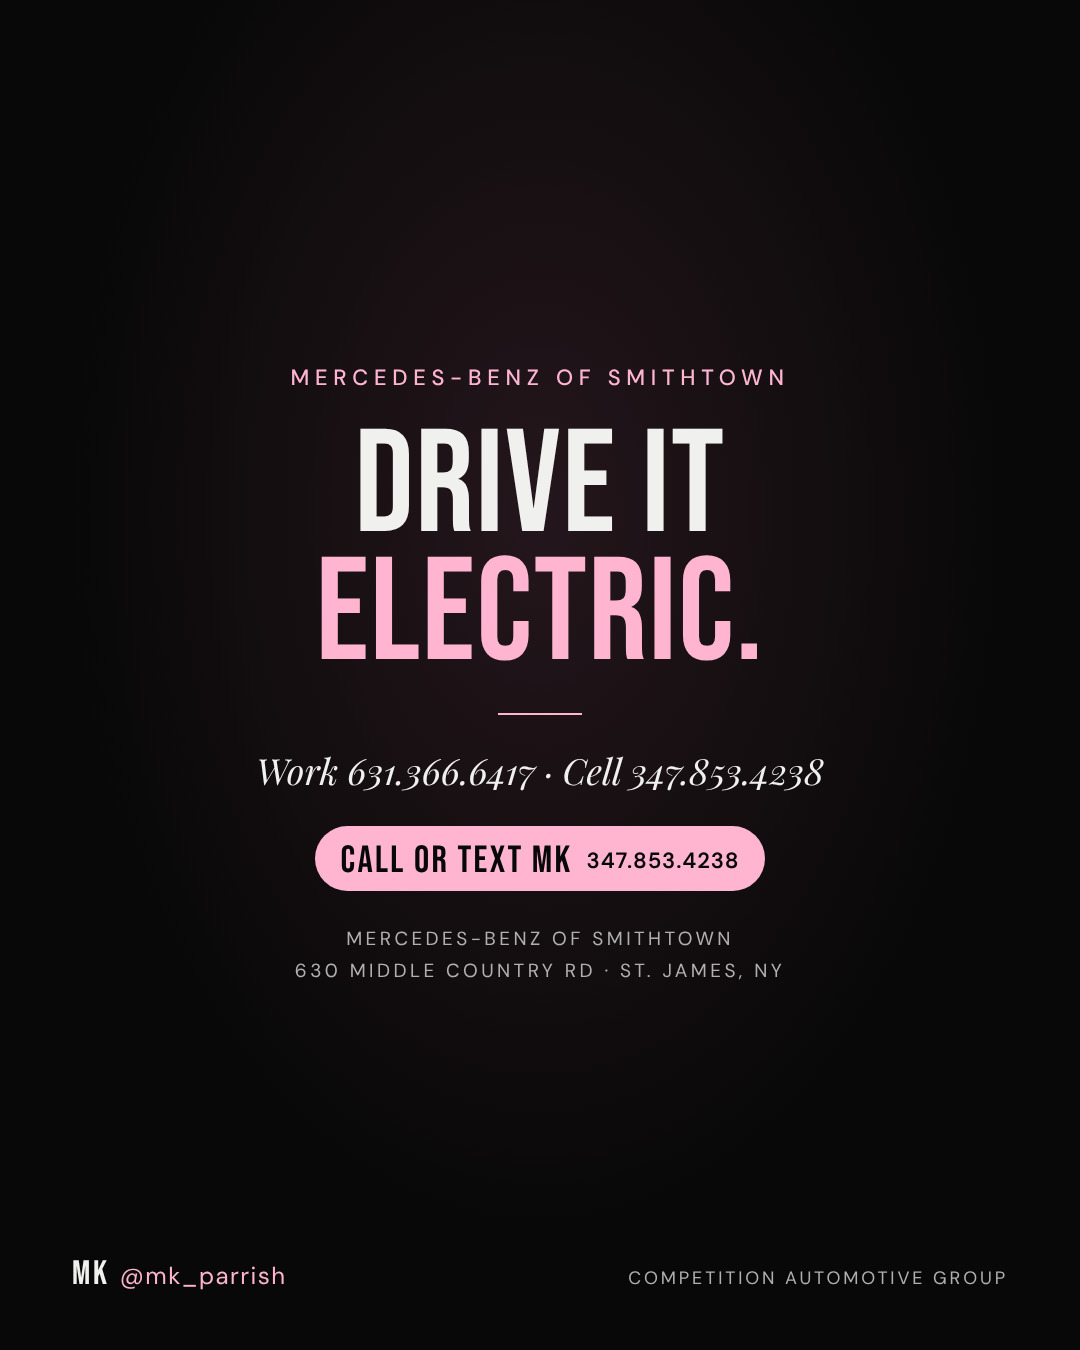 MERCEDES-BENZ OF SMITHTOWN
DRIVE IT
ELECTRIC.
Work 631.366.6417 · Cell 347.853.4238
CALL OR TEXT MK 347.853.4238
MERCEDES-BENZ OF SMITHTOWN
630 MIDDLE COUNTRY RD · ST. JAMES, NY
MK @mk_parrish
COMPETITION AUTOMOTIVE GROUP